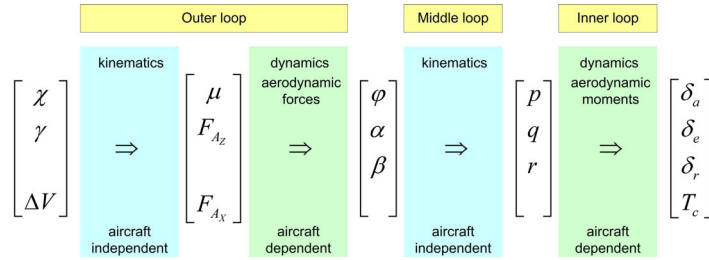 Outer loop
Middle loop
Inner loop
kinematics
dynamics
aerodynamic
forces
kinematics
dynamics
aerodynamic
moments
χ
γ
ΔV
⇒
μ
F_{A_Z}
F_{A_X}
⇒
φ
α
β
⇒
p
q
r
⇒
δ_a
δ_e
δ_r
T_c
aircraft
independent
aircraft
dependent
aircraft
independent
aircraft
dependent